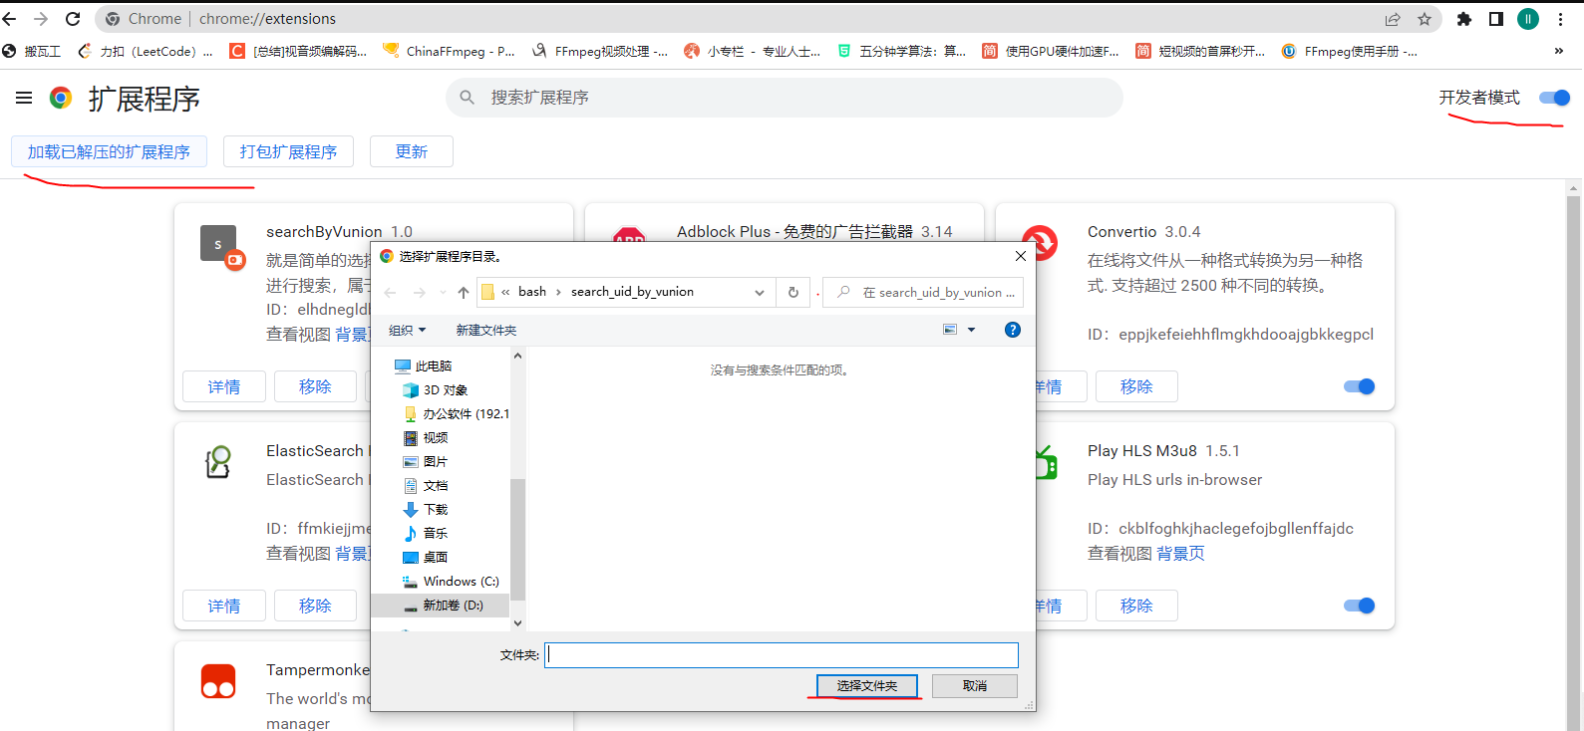 Chrome | chrome://extensions
搬瓦工
力扣（LeetCode）...
[总结]视音频编解码...
ChinaFFmpeg - P...
FFmpeg视频处理 -...
小专栏 - 专业人士...
五分钟学算法：算...
使用GPU硬件加速F...
短视频的首屏秒开...
FFmpeg使用手册 -...
扩展程序
搜索扩展程序
开发者模式
加载已解压的扩展程序
打包扩展程序
更新
searchByVunion 1.0
就是简单的选
进行搜索，属
ID：elhdnegldl
查看视图 背景
详情
移除
Adblock Plus - 免费的广告拦截器 3.14
Convertio 3.0.4
在线将文件从一种格式转换为另一种格
式. 支持超过 2500 种不同的转换。
ID：eppjkefeiehhflmgkhdooajgbkkegpcl
详情
移除
选择扩展程序目录。
« bash › search_uid_by_vunion
在 search_uid_by_vunion ...
组织
新建文件夹
此电脑
3D 对象
办公软件 (192.1
视频
图片
文档
下载
音乐
桌面
Windows (C:)
新加卷 (D:)
没有与搜索条件匹配的项。
文件夹:
选择文件夹
取消
ElasticSearch
ElasticSearch
ID：ffmkiejjme
查看视图 背景
详情
移除
Play HLS M3u8 1.5.1
Play HLS urls in-browser
ID：ckblfoghkjhaclegefojbgllenffajdc
查看视图 背景页
详情
移除
Tampermonke
The world's mo
manager